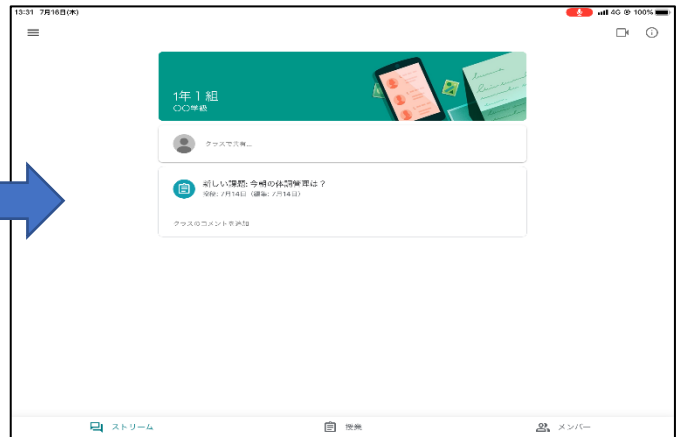 13:31 7月16日(木)
4G 100%
1年1組
〇〇学級
クラスで共有...
新しい課題: 今朝の体調管理は？
投稿: 7月14日 (編集: 7月14日)
クラスのコメントを追加
ストリーム 授業 メンバー